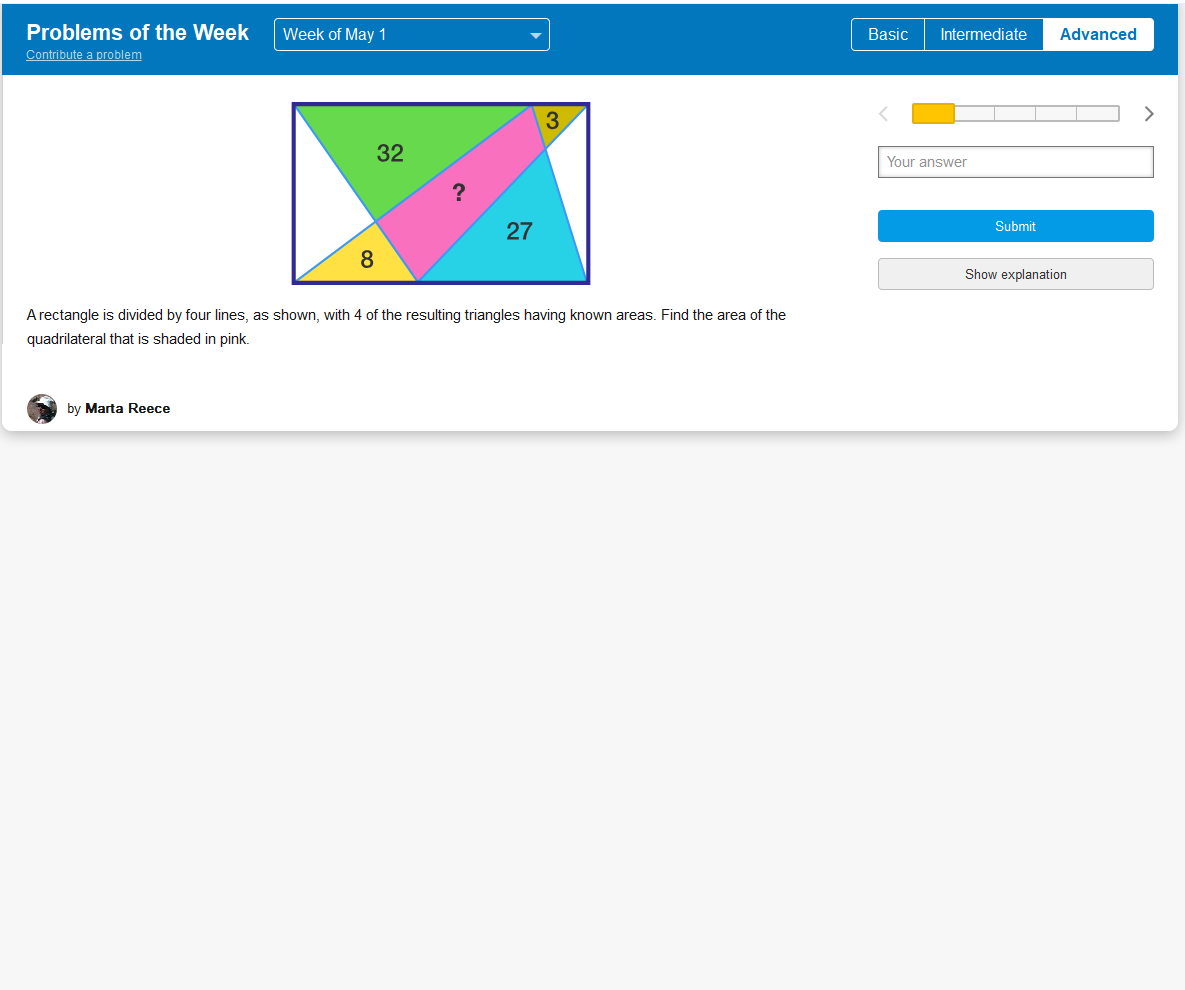 Problems of the Week
Contribute a problem
Week of May 1
Basic
Intermediate
Advanced
32
3
?
27
8
Your answer
Submit
Show explanation
A rectangle is divided by four lines, as shown, with 4 of the resulting triangles having known areas. Find the area of the
quadrilateral that is shaded in pink.
by Marta Reece